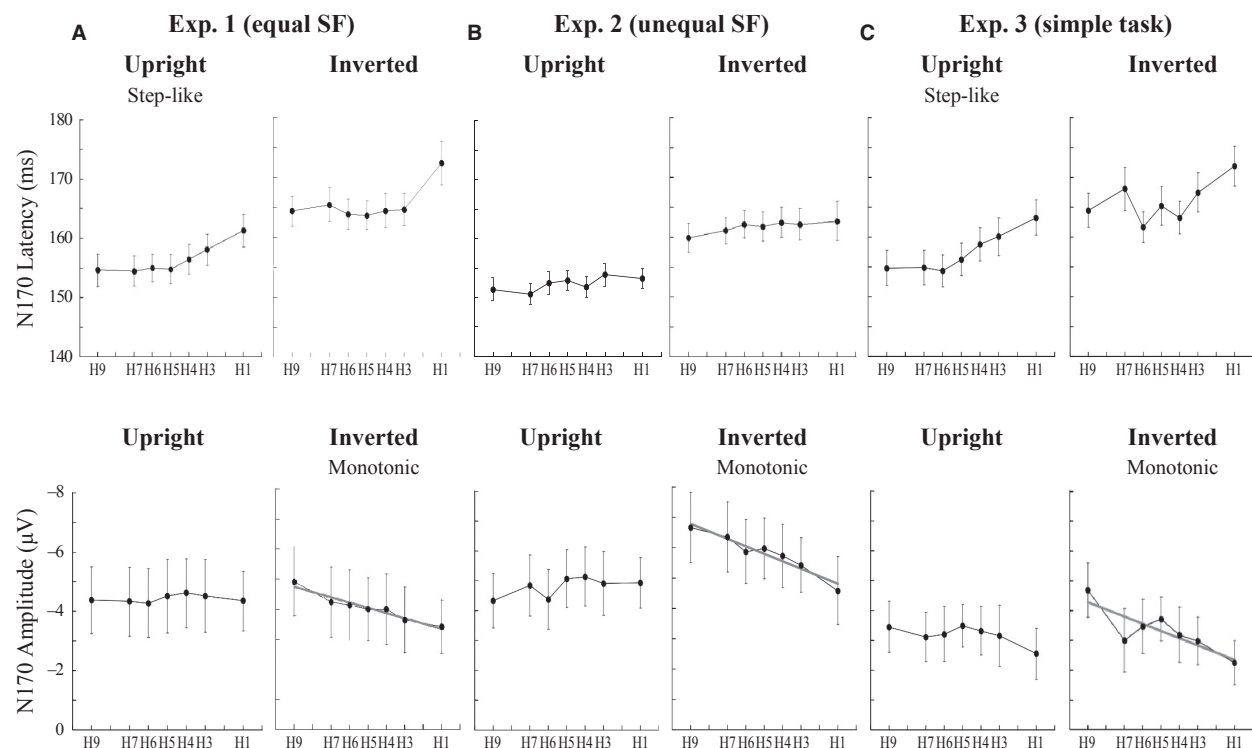 A Exp. 1 (equal SF) B Exp. 2 (unequal SF) C Exp. 3 (simple task)
Upright Inverted Upright Inverted Upright Inverted
Step-like Step-like
N170 Latency (ms)
180
170
160
150
140
H9 H7 H6 H5 H4 H3 H1 H9 H7 H6 H5 H4 H3 H1 H9 H7 H6 H5 H4 H3 H1 H9 H7 H6 H5 H4 H3 H1 H9 H7 H6 H5 H4 H3 H1 H9 H7 H6 H5 H4 H3 H1
Upright Inverted Upright Inverted Upright Inverted
Monotonic Monotonic Monotonic
N170 Amplitude (µV)
–8
–6
–4
–2
0
H9 H7 H6 H5 H4 H3 H1 H9 H7 H6 H5 H4 H3 H1 H9 H7 H6 H5 H4 H3 H1 H9 H7 H6 H5 H4 H3 H1 H9 H7 H6 H5 H4 H3 H1 H9 H7 H6 H5 H4 H3 H1